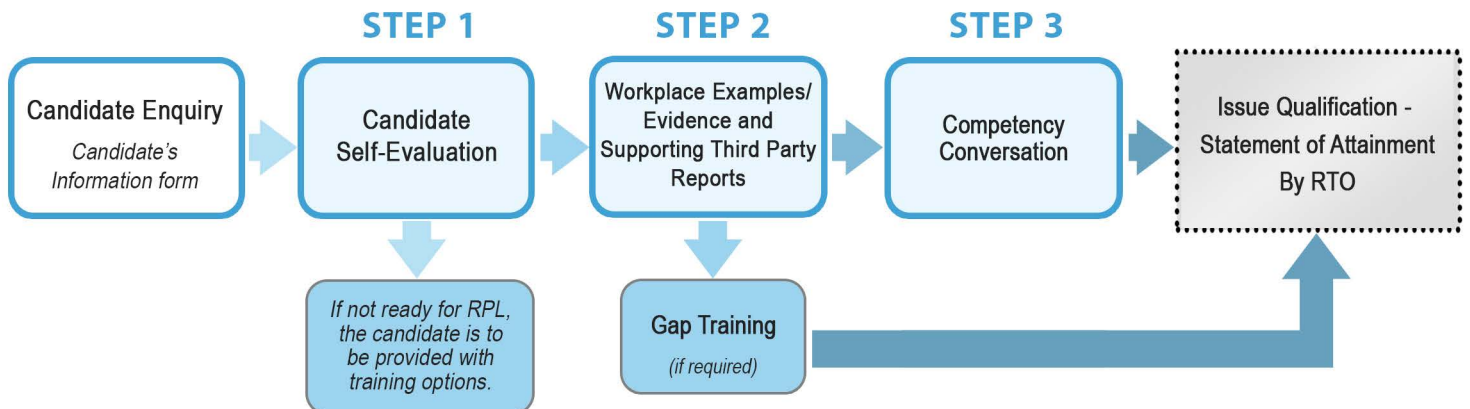 STEP 1
STEP 2
STEP 3
Candidate Enquiry
Candidate's
Information form
Candidate
Self-Evaluation
Workplace Examples/
Evidence and
Supporting Third Party
Reports
Competency
Conversation
Issue Qualification -
Statement of Attainment
By RTO
If not ready for RPL,
the candidate is to
be provided with
training options.
Gap Training
(if required)